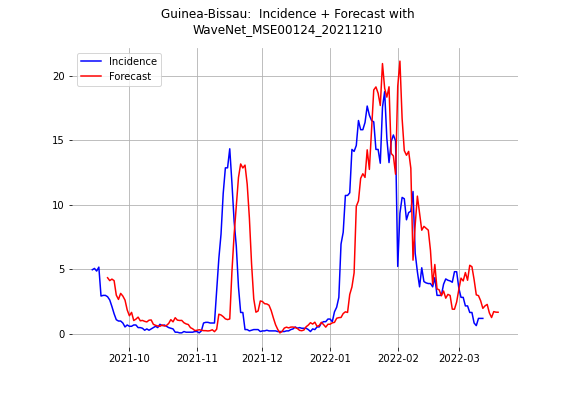 Guinea-Bissau:  Incidence + Forecast with
WaveNet_MSE00124_20211210
Incidence
Forecast
20
15
10
5
0
2021-10 2021-11 2021-12 2022-01 2022-02 2022-03